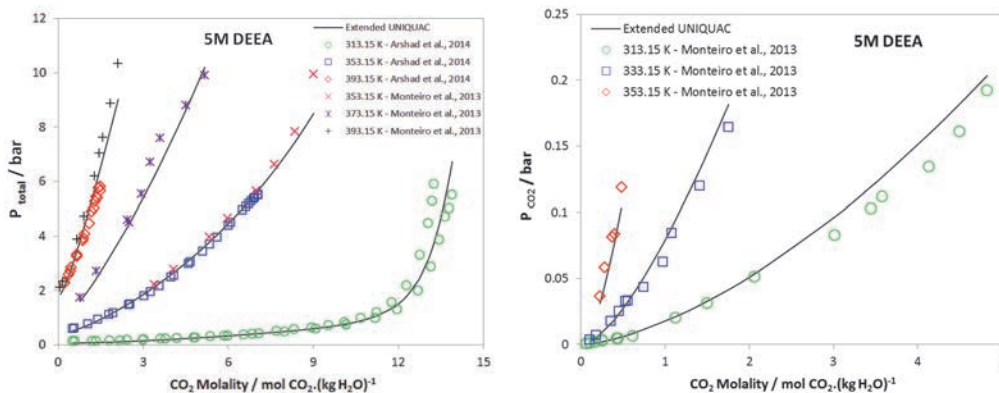 5M DEEA
Extended UNIQUAC
313.15 K - Arshad et al., 2014
353.15 K - Arshad et al., 2014
393.15 K - Arshad et al., 2014
353.15 K - Monteiro et al., 2013
373.15 K - Monteiro et al., 2013
393.15 K - Monteiro et al., 2013
P total / bar
12
10
8
6
4
2
0
0 3 6 9 12 15
CO2 Molality / mol CO2.(kg H2O)-1
5M DEEA
Extended UNIQUAC
313.15 K - Monteiro et al., 2013
333.15 K - Monteiro et al., 2013
353.15 K - Monteiro et al., 2013
P CO2 / bar
0.25
0.20
0.15
0.10
0.05
0.00
0 1 2 3 4
CO2 Molality / mol CO2.(kg H2O)-1